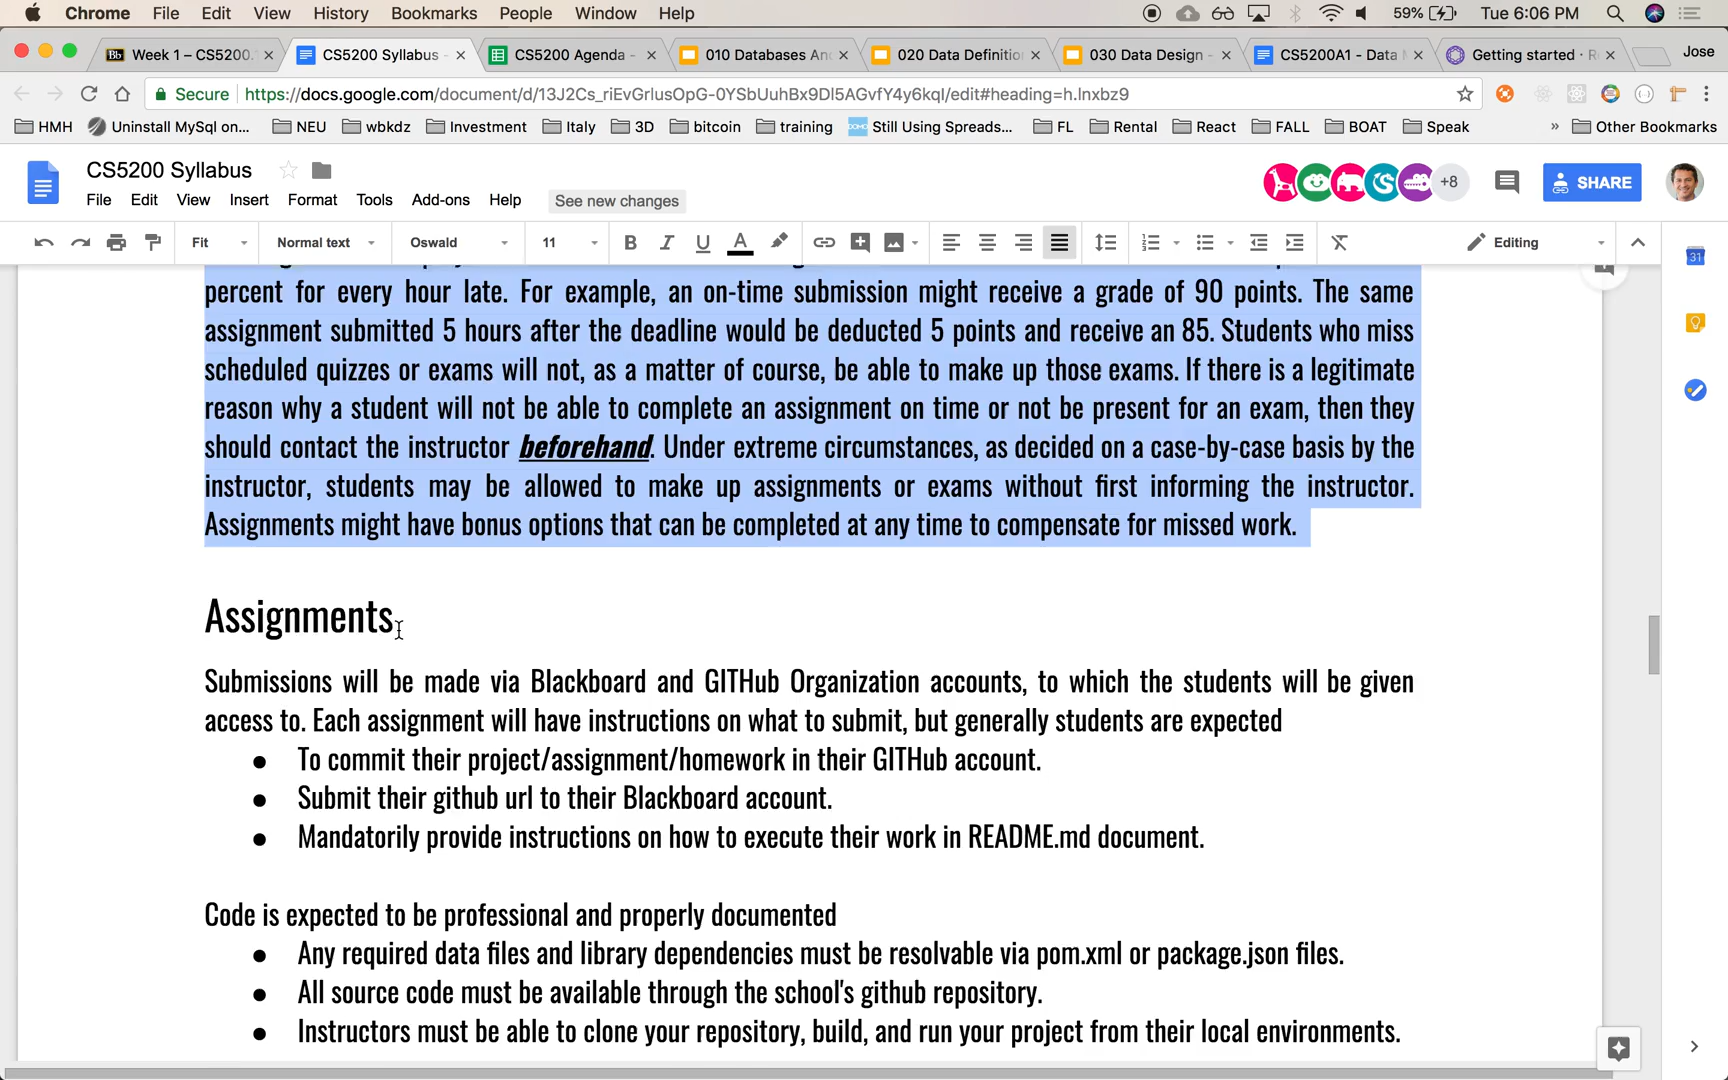 Chrome File Edit View History Bookmarks People Window Help 59% Tue 6:06 PM
Bb Week 1 – CS5200. CS5200 Syllabus - CS5200 Agenda - 010 Databases An 020 Data Definitio 030 Data Design - CS5200A1 - Data Getting started · R Jose
Secure https://docs.google.com/document/d/13J2Cs_riEvGrlusOpG-0YSbUuhBx9Dl5AGvfY4y6kqI/edit#heading=h.lnxbz9
HMH Uninstall MySql on... NEU wbkdz Investment Italy 3D bitcoin training DOMO Still Using Spreads... FL Rental React FALL BOAT Speak » Other Bookmarks
CS5200 Syllabus
+8 SHARE
File Edit View Insert Format Tools Add-ons Help See new changes
Fit Normal text Oswald 11 B I U A Editing
31
percent for every hour late. For example, an on-time submission might receive a grade of 90 points. The same
assignment submitted 5 hours after the deadline would be deducted 5 points and receive an 85. Students who miss
scheduled quizzes or exams will not, as a matter of course, be able to make up those exams. If there is a legitimate
reason why a student will not be able to complete an assignment on time or not be present for an exam, then they
should contact the instructor beforehand. Under extreme circumstances, as decided on a case-by-case basis by the
instructor, students may be allowed to make up assignments or exams without first informing the instructor.
Assignments might have bonus options that can be completed at any time to compensate for missed work.
Assignments
Submissions will be made via Blackboard and GITHub Organization accounts, to which the students will be given
access to. Each assignment will have instructions on what to submit, but generally students are expected
● To commit their project/assignment/homework in their GITHub account.
● Submit their github url to their Blackboard account.
● Mandatorily provide instructions on how to execute their work in README.md document.
Code is expected to be professional and properly documented
● Any required data files and library dependencies must be resolvable via pom.xml or package.json files.
● All source code must be available through the school's github repository.
● Instructors must be able to clone your repository, build, and run your project from their local environments.